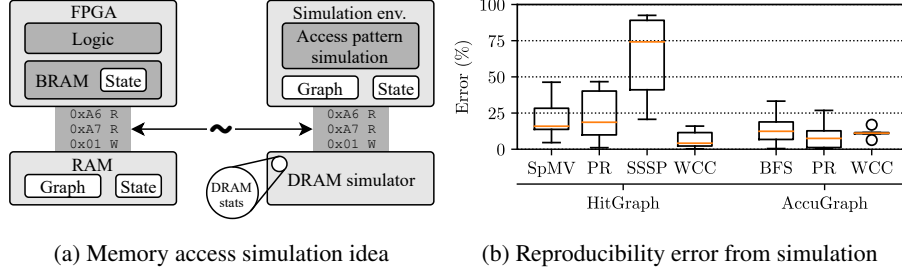 FPGA
Logic
BRAM State
0xA6 R
0xA7 R
0x01 W
RAM
Graph State
~
Simulation env.
Access pattern
simulation
Graph State
0xA6 R
0xA7 R
0x01 W
DRAM simulator
DRAM
stats
(a) Memory access simulation idea
Error (%)
100
75
50
25
0
SpMV PR SSSP WCC BFS PR WCC
HitGraph AccuGraph
(b) Reproducibility error from simulation